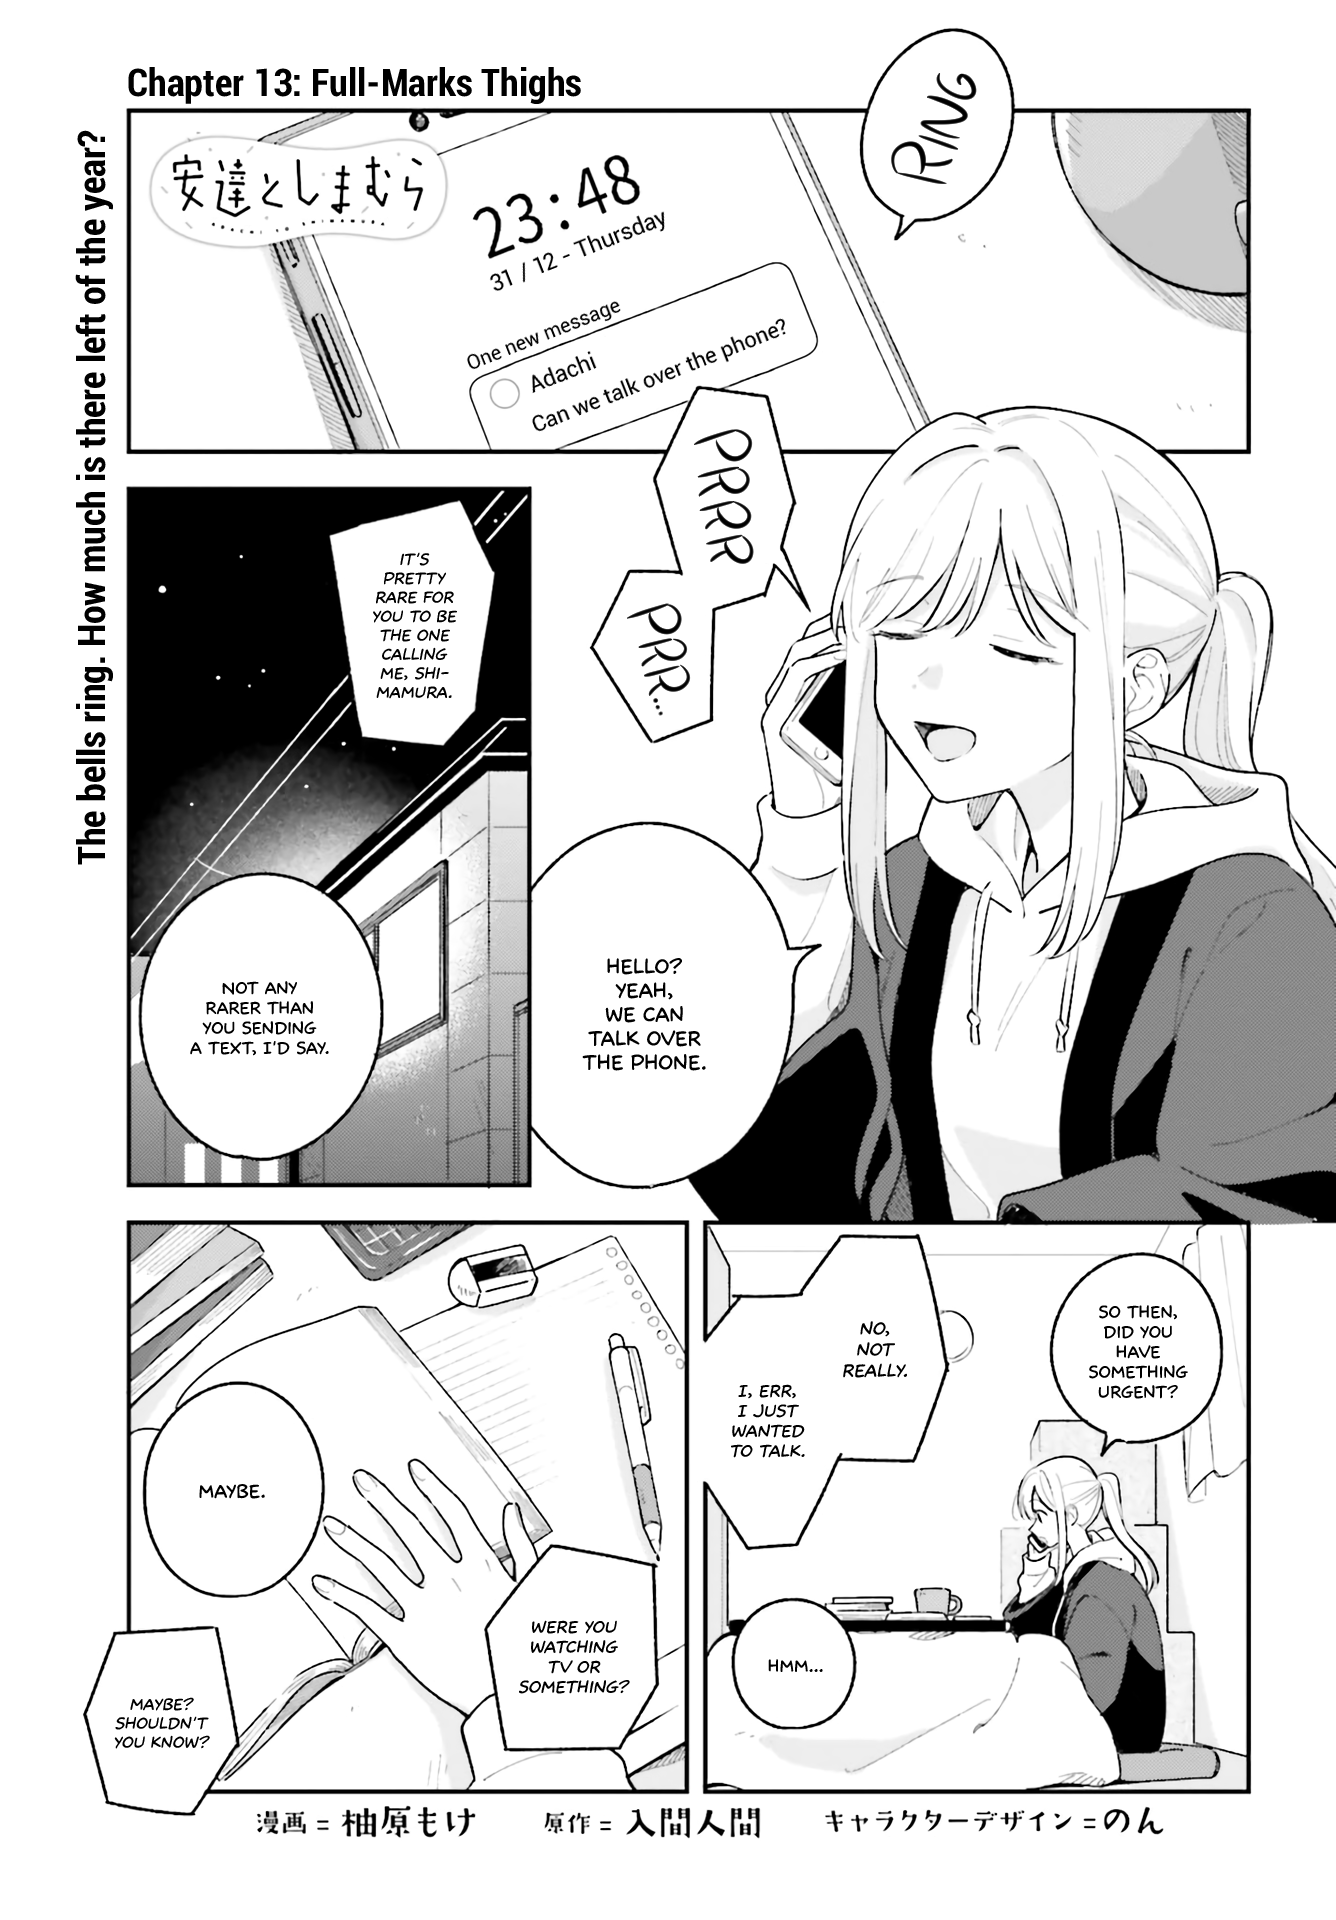 Chapter 13: Full-Marks Thighs
The bells ring. How much is there left of the year?
安達としまむら
RING
23:48
31 / 12 - Thursday
One new message
Adachi
Can we talk over the phone?
PRRR
PRR...
HELLO?
YEAH,
WE CAN
TALK OVER
THE PHONE.
IT'S
PRETTY
RARE FOR
YOU TO BE
THE ONE
CALLING
ME, SHI-
MAMURA.
NOT ANY
RARER THAN
YOU SENDING
A TEXT, I'D SAY.
SO THEN,
DID YOU
HAVE
SOMETHING
URGENT?
NO,
NOT
REALLY.
I, ERR,
I JUST
WANTED
TO TALK.
HMM...
WERE YOU
WATCHING
TV OR
SOMETHING?
MAYBE.
MAYBE?
SHOULDN'T
YOU KNOW?
漫画 = 柚原もけ 原作 = 入間人間 キャラクターデザイン = のん